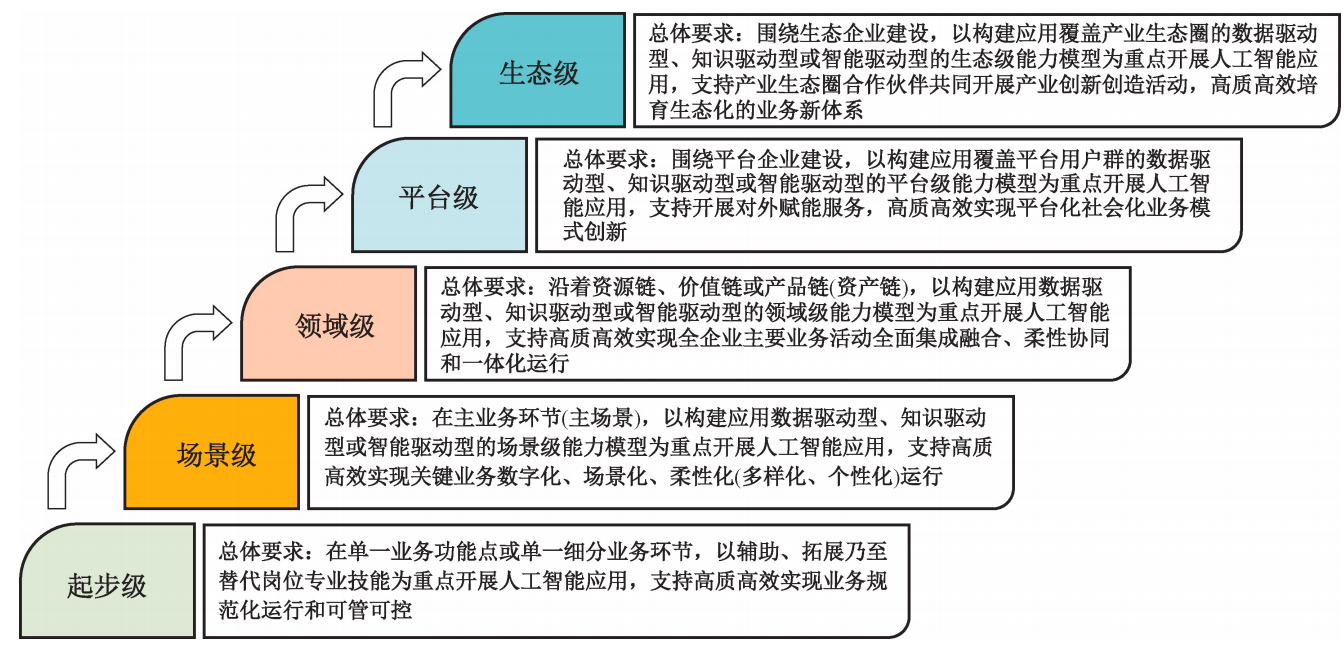 生态级
总体要求：围绕生态企业建设，以构建应用覆盖产业生态圈的数据驱动
型、知识驱动型或智能驱动型的生态级能力模型为重点开展人工智能应
用，支持产业生态圈合作伙伴共同开展产业创新创造活动，高质高效培
育生态化的业务新体系
平台级
总体要求：围绕平台企业建设，以构建应用覆盖平台用户群的数据驱
动型、知识驱动型或智能驱动型的平台级能力模型为重点开展人工智
能应用，支持开展对外赋能服务，高质高效实现平台化社会化业务模
式创新
领域级
总体要求：沿着资源链、价值链或产品链(资产链)，以构建应用数据驱
动型、知识驱动型或智能驱动型的领域级能力模型为重点开展人工智能
应用，支持高质高效实现全企业主要业务活动全面集成融合、柔性协同
和一体化运行
场景级
总体要求：在主业务环节(主场景)，以构建应用数据驱动型、知识驱动
型或智能驱动型的场景级能力模型为重点开展人工智能应用，支持高质
高效实现关键业务数字化、场景化、柔性化(多样化、个性化)运行
起步级
总体要求：在单一业务功能点或单一细分业务环节，以辅助、拓展乃至
替代岗位专业技能为重点开展人工智能应用，支持高质高效实现业务规
范化运行和可管可控